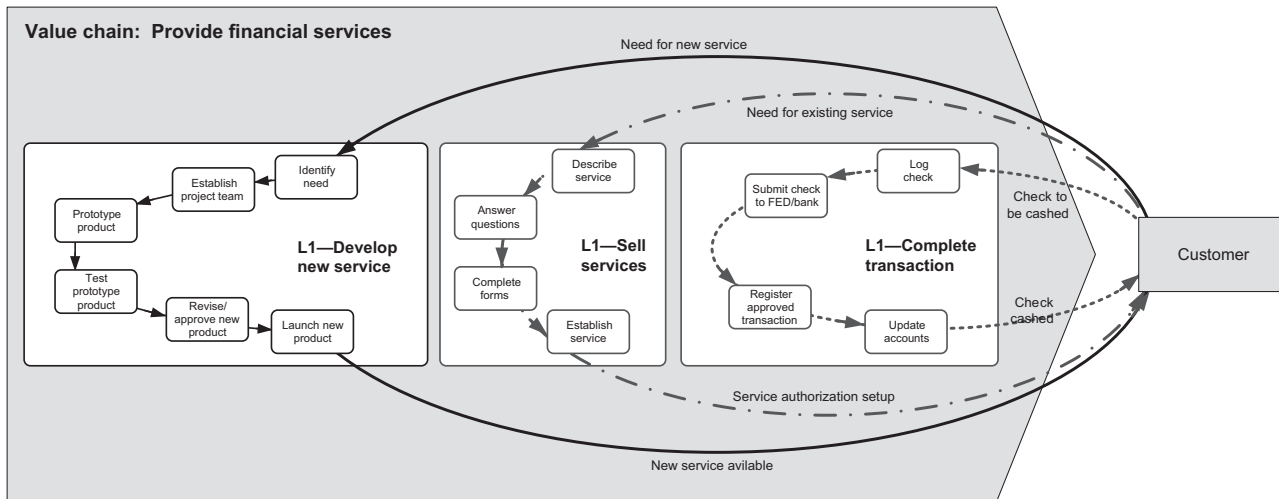 Value chain:  Provide financial services
Need for new service
Need for existing service
Identify
need
Establish
project team
Prototype
product
Test
prototype
product
Revise/
approve new
product
Launch new
product
L1—Develop
new service
Describe
service
Answer
questions
Complete
forms
Establish
service
L1—Sell
services
Log
check
Submit check
to FED/bank
Register
approved
transaction
Update
accounts
L1—Complete
transaction
Check to
be cashed
Customer
Check
cashed
Service authorization setup
New service avilable